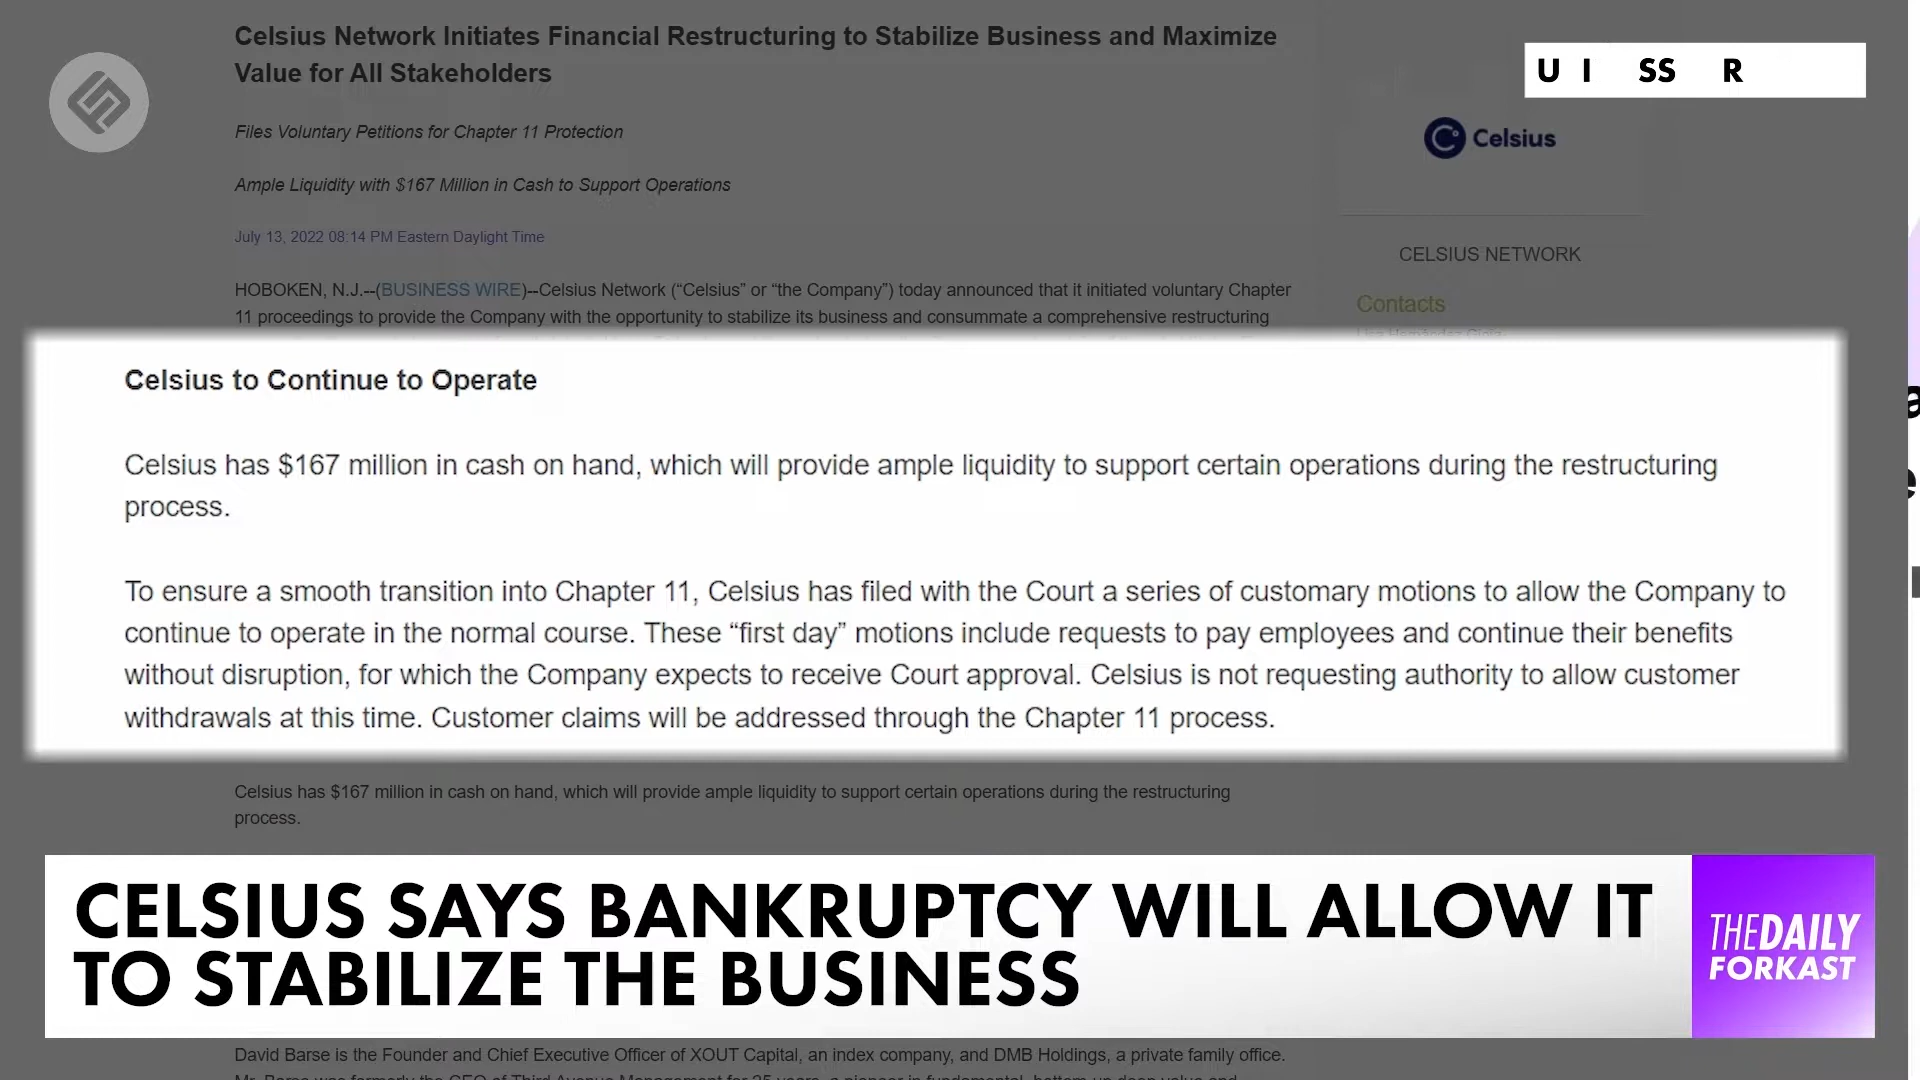 Celsius Network Initiates Financial Restructuring to Stabilize Business and Maximize
Value for All Stakeholders
U I SS R
Files Voluntary Petitions for Chapter 11 Protection
Celsius
Ample Liquidity with $167 Million in Cash to Support Operations
July 13, 2022 08:14 PM Eastern Daylight Time
CELSIUS NETWORK
HOBOKEN, N.J.--(BUSINESS WIRE)--Celsius Network (“Celsius” or “the Company”) today announced that it initiated voluntary Chapter
11 proceedings to provide the Company with the opportunity to stabilize its business and consummate a comprehensive restructuring
Contacts
Celsius to Continue to Operate
Celsius has $167 million in cash on hand, which will provide ample liquidity to support certain operations during the restructuring
process.
To ensure a smooth transition into Chapter 11, Celsius has filed with the Court a series of customary motions to allow the Company to
continue to operate in the normal course. These “first day” motions include requests to pay employees and continue their benefits
without disruption, for which the Company expects to receive Court approval. Celsius is not requesting authority to allow customer
withdrawals at this time. Customer claims will be addressed through the Chapter 11 process.
Celsius has $167 million in cash on hand, which will provide ample liquidity to support certain operations during the restructuring
process.
CELSIUS SAYS BANKRUPTCY WILL ALLOW IT
TO STABILIZE THE BUSINESS
THE DAILY
FORKAST
David Barse is the Founder and Chief Executive Officer of XOUT Capital, an index company, and DMB Holdings, a private family office.